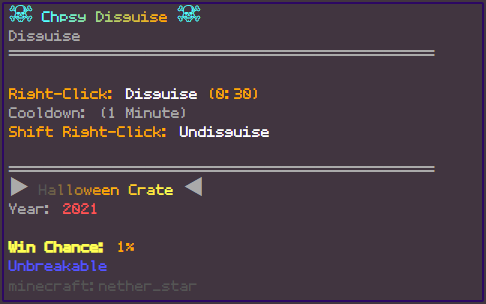 ☠ Chpsy Disguise ☠
Disguise
Right-Click: Disguise (0:30)
Cooldown: (1 Minute)
Shift Right-Click: Undisguise
▶ Halloween Crate ◀
Year: 2021
Win Chance: 1%
Unbreakable
minecraft:nether_star